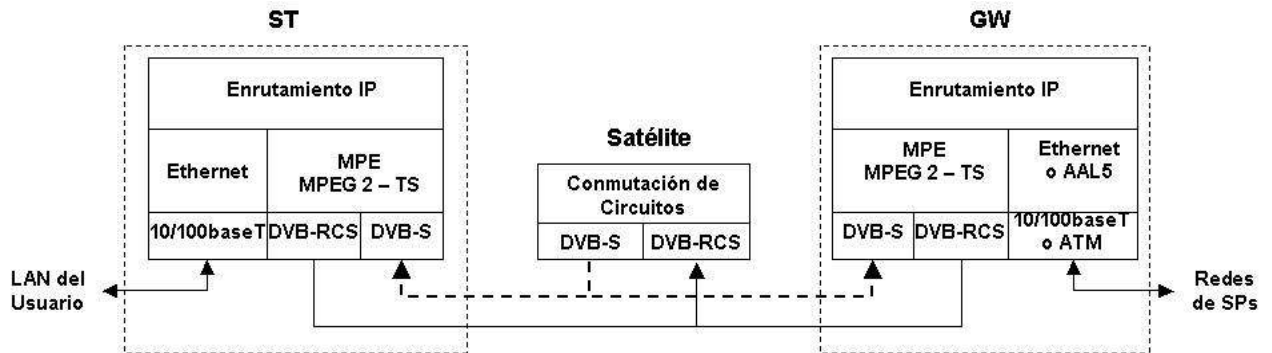 ST
GW
Enrutamiento IP
Ethernet
MPE
MPEG 2 – TS
10/100baseT
DVB-RCS
DVB-S
LAN del
Usuario
Satélite
Conmutación de
Circuitos
DVB-S
DVB-RCS
Enrutamiento IP
MPE
MPEG 2 – TS
Ethernet
o AAL5
DVB-S
DVB-RCS
10/100baseT
o ATM
Redes
de SPs